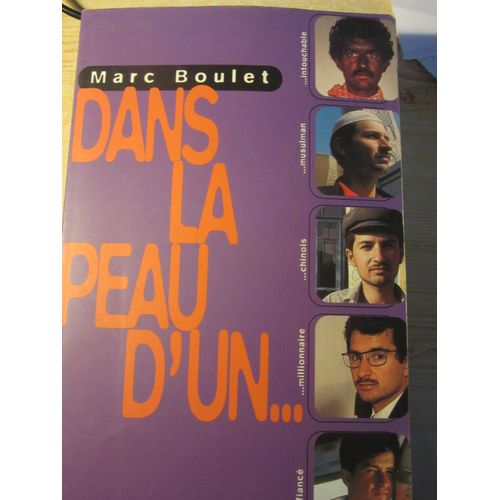 Marc Boulet
DANS
LA
PEAU
D'UN...
...intouchable
...musulman
...chinois
...millionnaire
fiancé